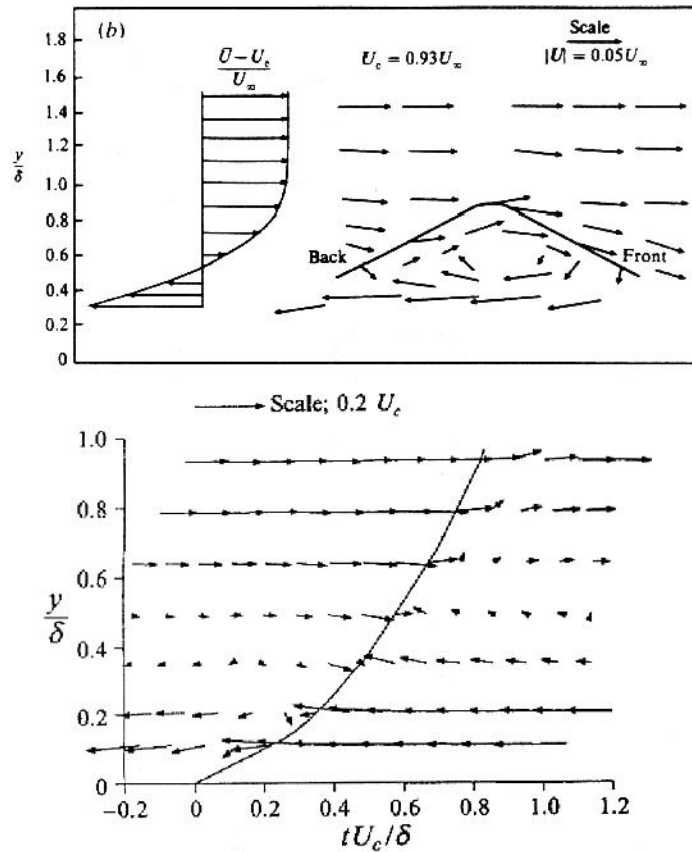 (b)
U̅ − U_c
U_∞
U_c = 0.93U_∞
Scale
|U| = 0.05U_∞
1.8
1.6
1.4
1.2
1.0
0.8
0.6
0.4
0.2
0
y
δ
Back
Front
Scale; 0.2 U_c
1.0
0.8
0.6
0.4
0.2
0
y
δ
−0.2
0
0.2
0.4
0.6
0.8
1.0
1.2
tU_c/δ